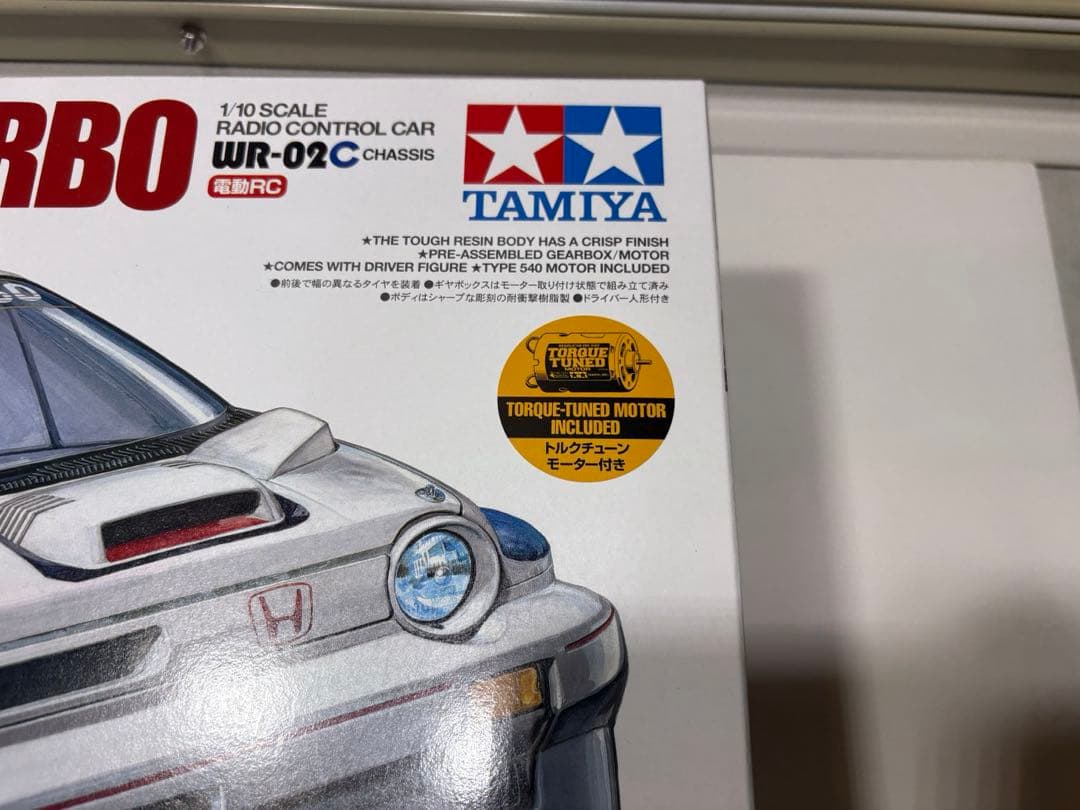 RBO
1/10 SCALE
RADIO CONTROL CAR
WR-02C CHASSIS
電動RC
TAMIYA
★THE TOUGH RESIN BODY HAS A CRISP FINISH
★PRE-ASSEMBLED GEARBOX/MOTOR
★COMES WITH DRIVER FIGURE ★TYPE 540 MOTOR INCLUDED
●前後で幅の異なるタイヤを装着 ●ギヤボックスはモーター取り付け状態で組み立て済み
●ボディはシャープな彫刻の耐衝撃樹脂製 ●ドライバー人形付き
TORQUE
TUNED
MOTOR
TORQUE-TUNED MOTOR
INCLUDED
トルクチューン
モーター付き
H